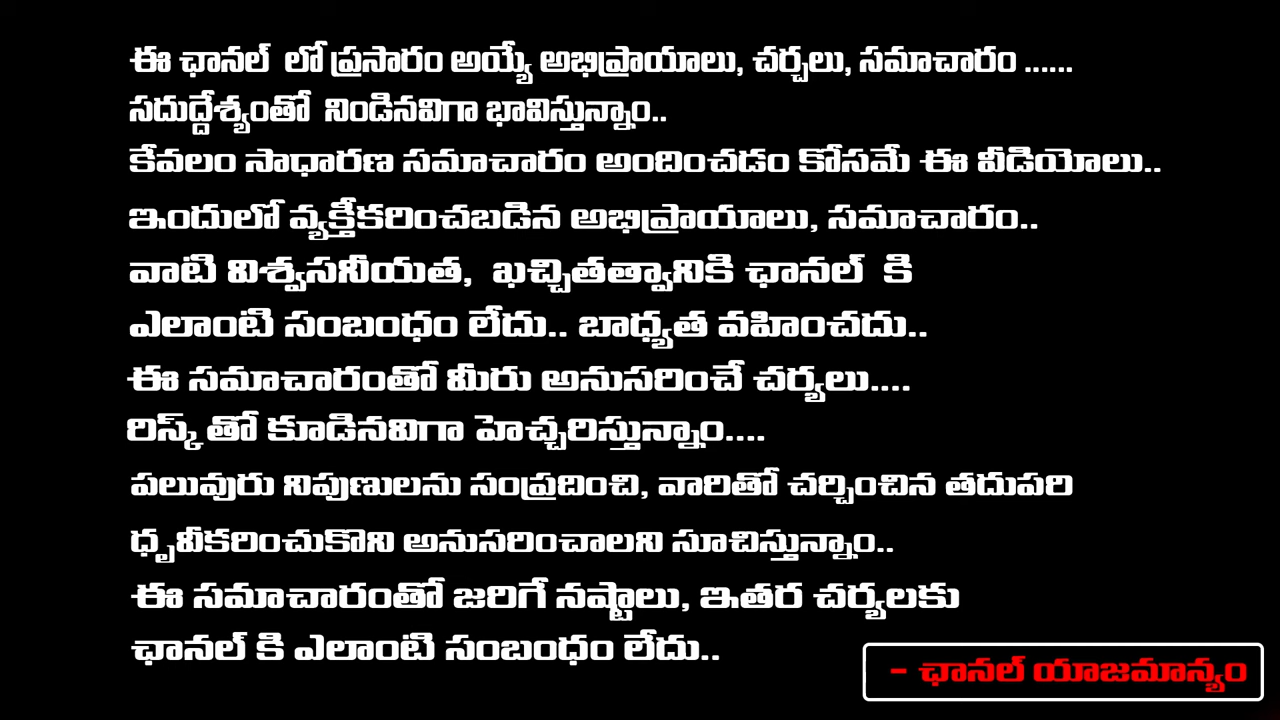 ఈ ఛానల్ లో ప్రసారం అయ్యే అభిప్రాయాలు, చర్చలు, సమాచారం ......
సదుద్దేశ్యంతో నిండినవిగా భావిస్తున్నాం..
కేవలం సాధారణ సమాచారం అందించడం కోసమే ఈ వీడియోలు..
ఇందులో వ్యక్తీకరించబడిన అభిప్రాయాలు, సమాచారం..
వాటి విశ్వసనీయత, ఖచ్చితత్వానికి ఛానల్ కి
ఎలాంటి సంబంధం లేదు.. బాధ్యత వహించదు..
ఈ సమాచారంతో మీరు అనుసరించే చర్యలు....
రిస్క్ తో కూడినవిగా హెచ్చరిస్తున్నాం....
పలువురు నిపుణులను సంప్రదించి, వారితో చర్చించిన తదుపరి
ధృవీకరించుకొని అనుసరించాలని సూచిస్తున్నాం..
ఈ సమాచారంతో జరిగే నష్టాలు, ఇతర చర్యలకు
ఛానల్ కి ఎలాంటి సంబంధం లేదు..
- ఛానల్ యాజమాన్యం